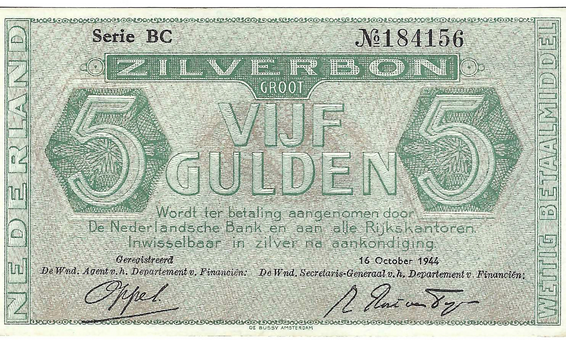 Serie BC
№184156
ZILVERBON
GROOT
5
VIJF
GULDEN
5
NEDERLAND
WETTIG BETAALMIDDEL
Wordt ter betaling aangenomen door
De Nederlandsche Bank en aan alle Rijkskantoren.
Inwisselbaar in zilver na aankondiging.
Geregistreerd
16 October 1944
De Wnd. Agent v.h. Departement v. Financiën:
De Wnd. Secretaris-Generaal v.h. Departement v. Financiën;
Oppel.
DE BUSSY AMSTERDAM